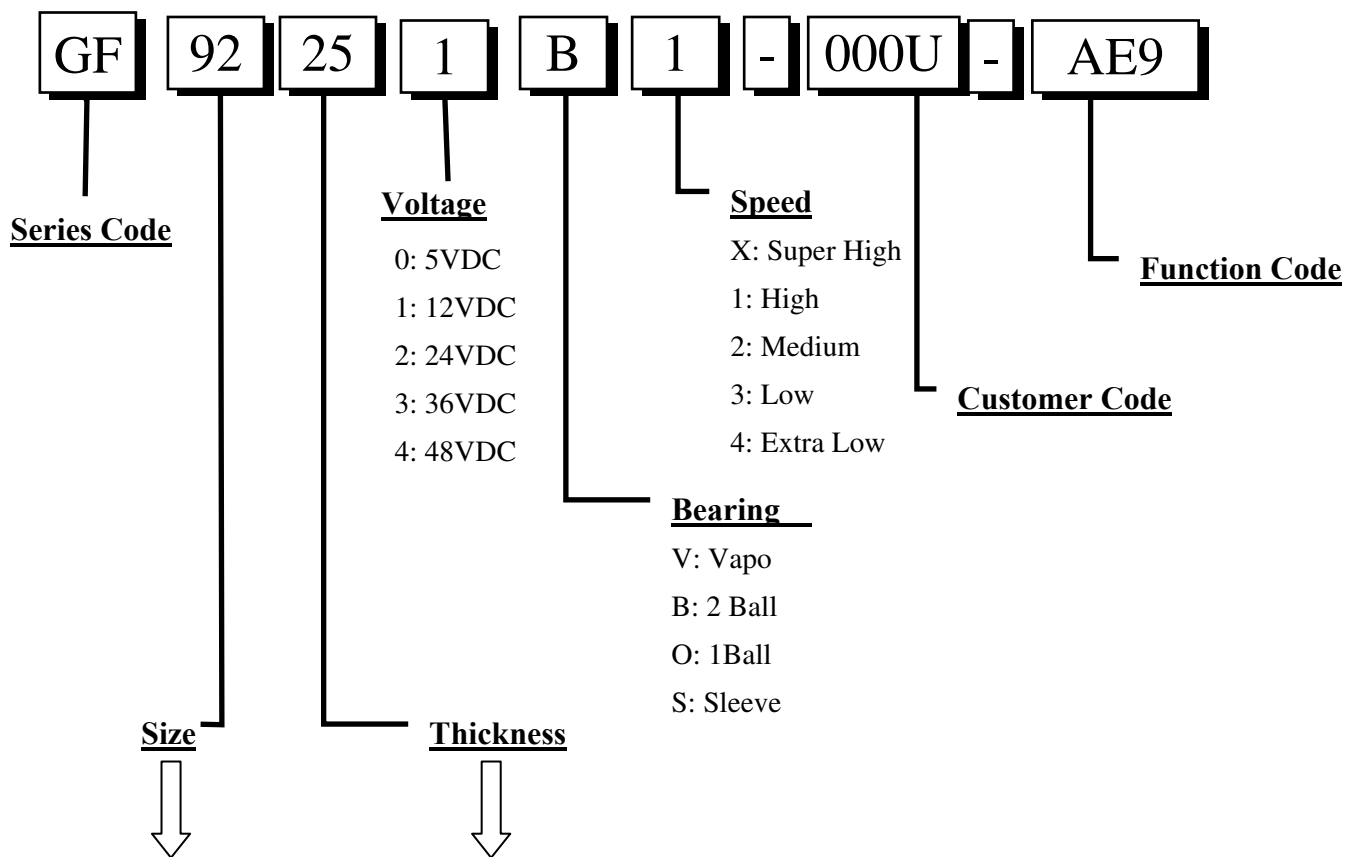 GF 92 25 1 B 1 - 000U - AE9
Series Code
Voltage
0: 5VDC
1: 12VDC
2: 24VDC
3: 36VDC
4: 48VDC
Speed
X: Super High
1: High
2: Medium
3: Low
4: Extra Low
Function Code
Customer Code
Bearing
V: Vapo
B: 2 Ball
O: 1Ball
S: Sleeve
Size
Thickness